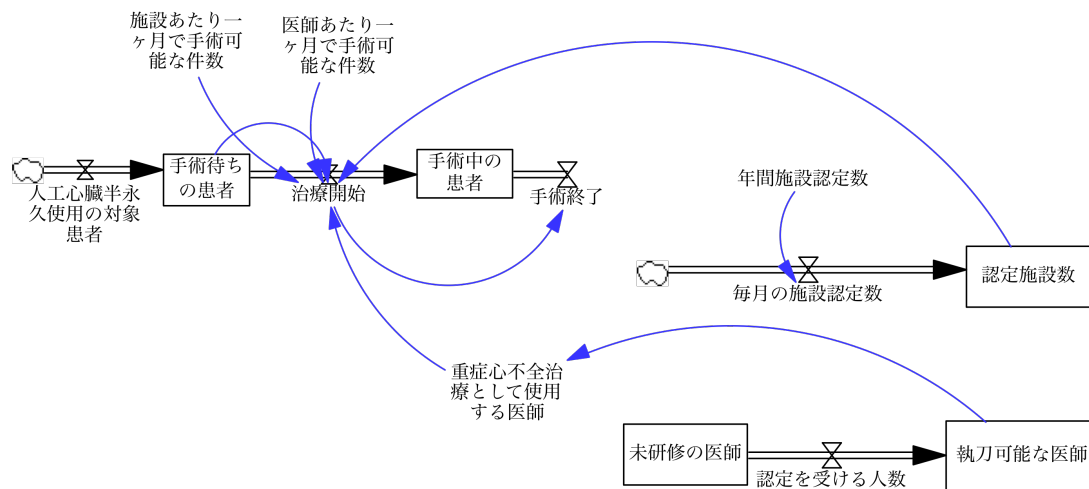 施設あたり一
ヶ月で手術可
能な件数
医師あたり一
ヶ月で手術可
能な件数
手術待ち
の患者
手術中の
患者
治療開始
手術終了
人工心臓半永
久使用の対象
患者
年間施設認定数
認定施設数
毎月の施設認定数
重症心不全治
療として使用
する医師
未研修の医師
執刀可能な医師
認定を受ける人数